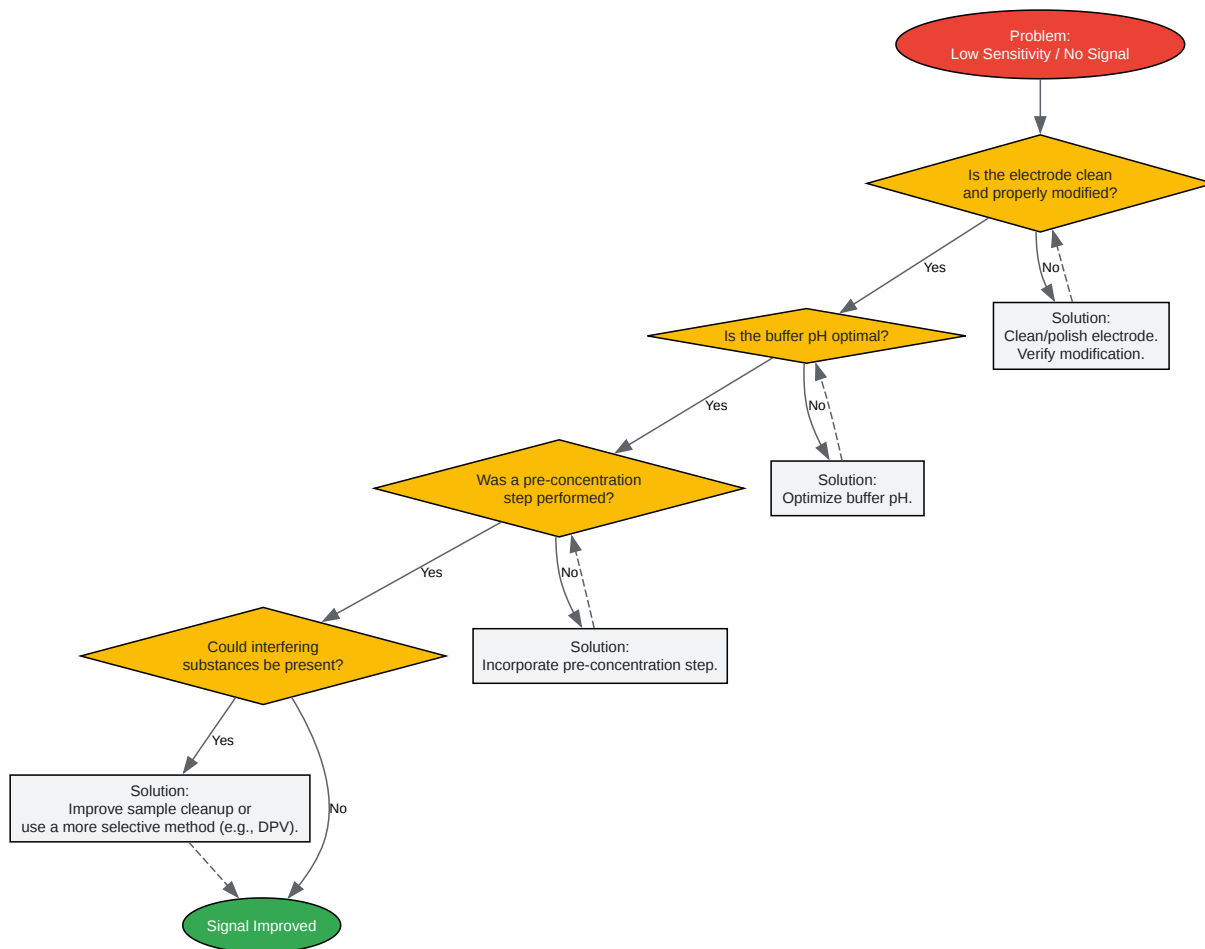 Problem:
Low Sensitivity / No Signal
Is the electrode clean
and properly modified?
Yes
No
Solution:
Clean/polish electrode.
Verify modification.
Is the buffer pH optimal?
Yes
No
Solution:
Optimize buffer pH.
Was a pre-concentration
step performed?
Yes
No
Solution:
Incorporate pre-concentration step.
Could interfering
substances be present?
Yes
No
Solution:
Improve sample cleanup or
use a more selective method (e.g., DPV).
Signal Improved